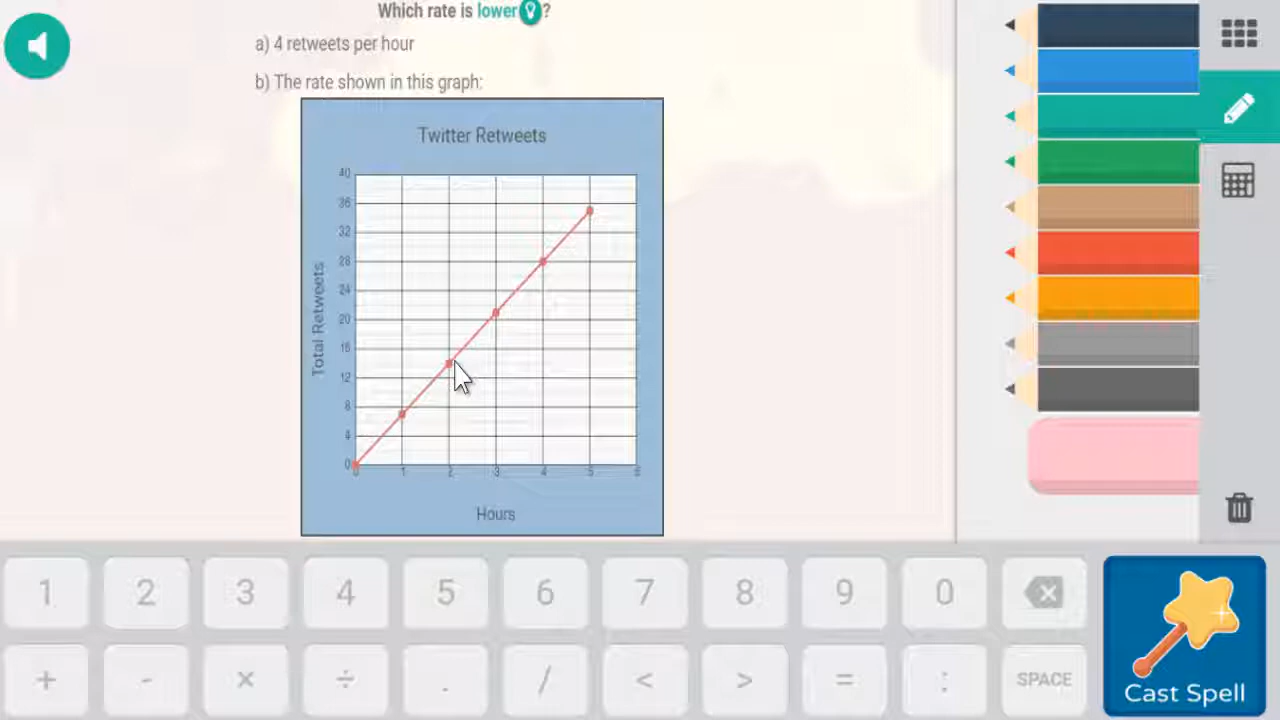 Which rate is lower ?
a) 4 retweets per hour
b) The rate shown in this graph:
Twitter Retweets
40
36
32
28
24
20
16
12
8
4
0
0 1 2 3 4 5 6
Total Retweets
Hours
1 2 3 4 5 6 7 8 9 0
+ - × ÷ . / < > = : SPACE
Cast Spell